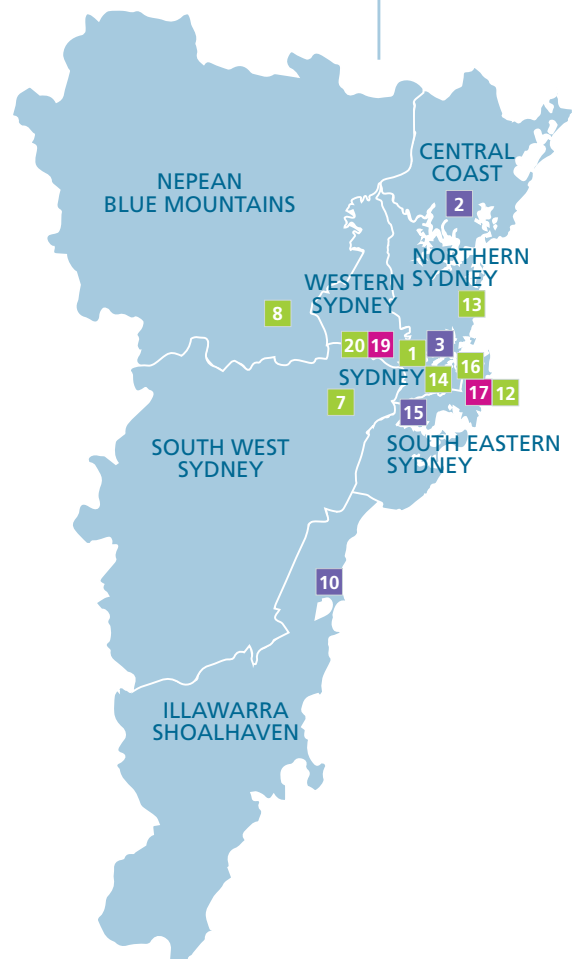 CENTRAL
COAST
2
NEPEAN
BLUE MOUNTAINS
NORTHERN
SYDNEY
13
WESTERN
SYDNEY
8
20 19 1 3
16
SYDNEY 14
17 12
7
15
SOUTH WEST
SYDNEY
SOUTH EASTERN
SYDNEY
10
ILLAWARRA
SHOALHAVEN